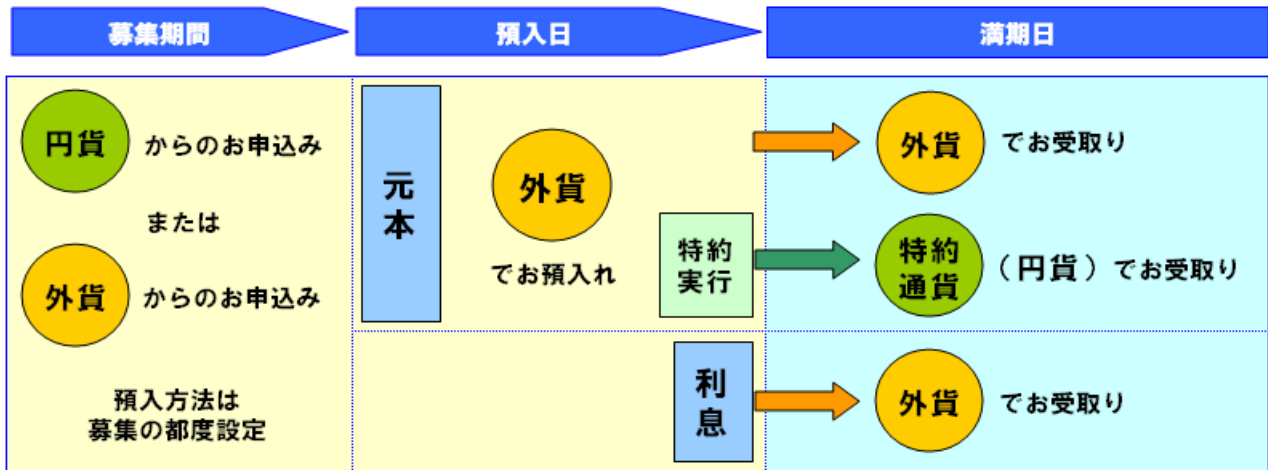 募集期間
預入日
満期日
円貨 からのお申込み
または
外貨 からのお申込み
預入方法は
募集の都度設定
元本
外貨
でお預入れ
特約
実行
外貨 でお受取り
特約
通貨 (円貨) でお受取り
利息
外貨 でお受取り